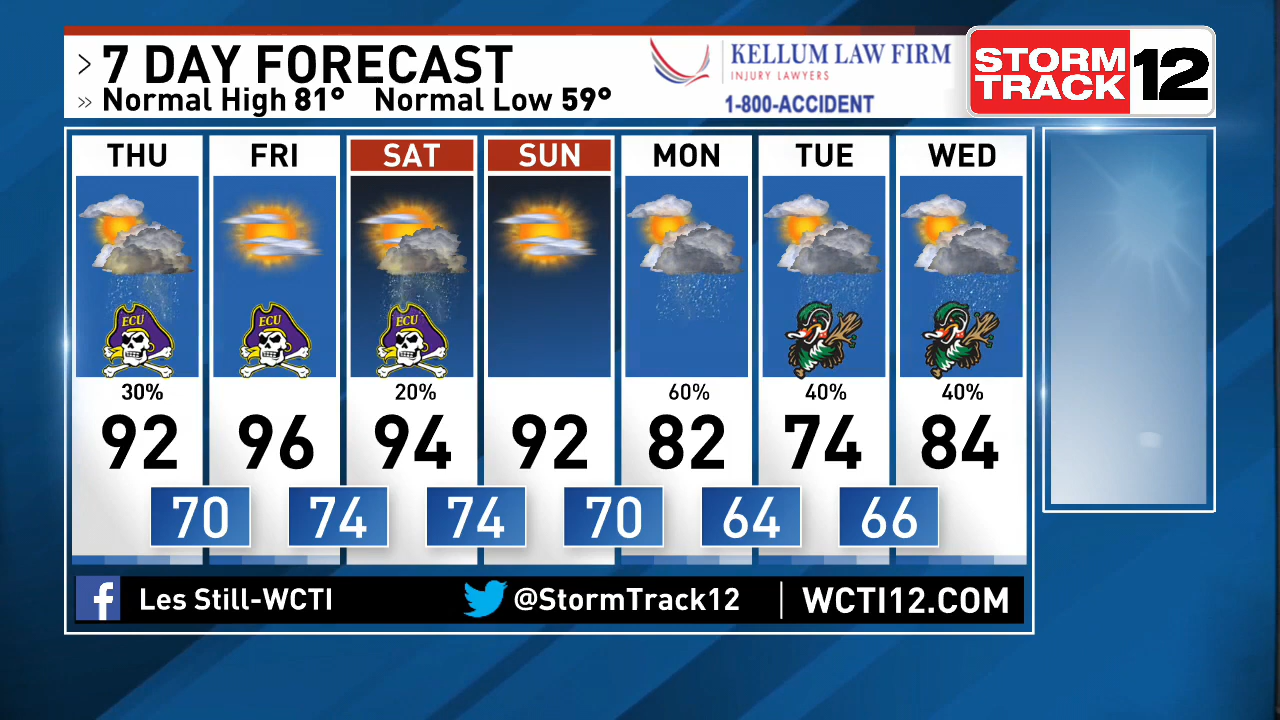 7 DAY FORECAST
Normal High 81° Normal Low 59°
KELLUM LAW FIRM
INJURY LAWYERS
1-800-ACCIDENT
STORM
TRACK
12
THU FRI SAT SUN MON TUE WED
ECU ECU ECU
30% 20% 60% 40% 40%
92 96 94 92 82 74 84
70 74 74 70 64 66
f Les Still-WCTI @StormTrack12 WCTI12.COM